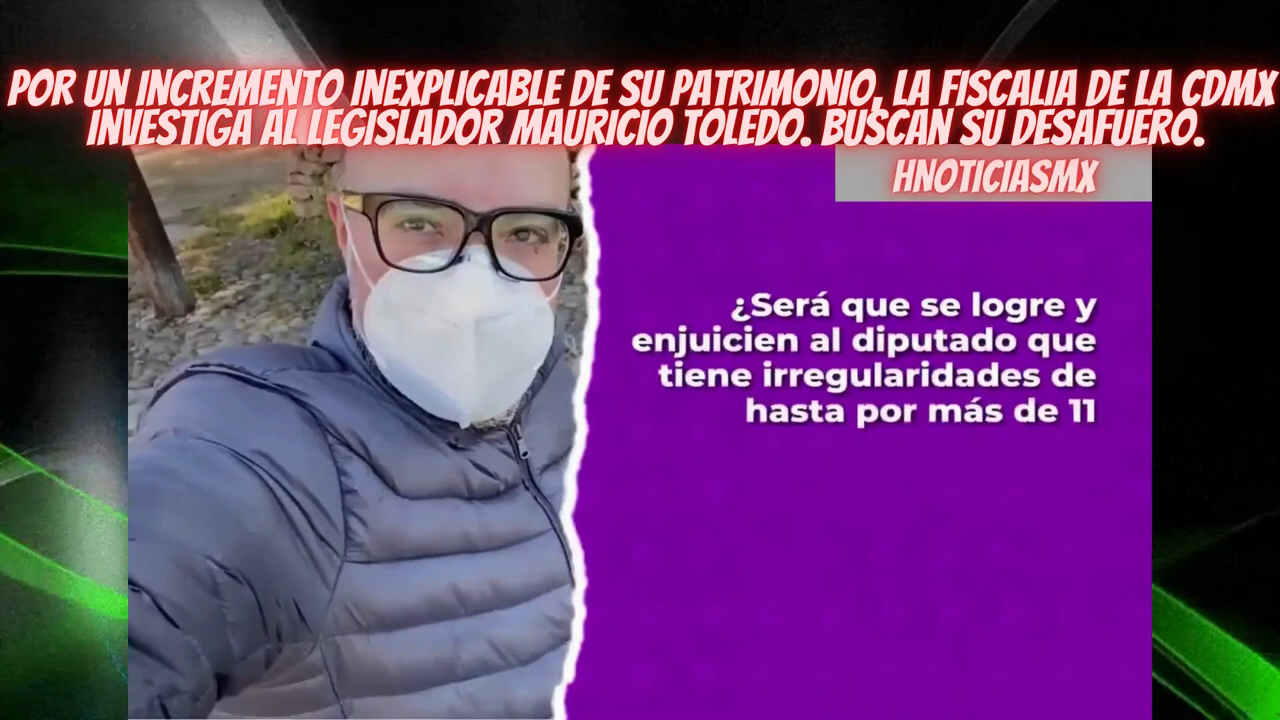 POR UN INCREMENTO INEXPLICABLE DE SU PATRIMONIO, LA FISCALIA DE LA CDMX
INVESTIGA AL LEGISLADOR MAURICIO TOLEDO. BUSCAN SU DESAFUERO.
HNOTICIASMX
¿Será que se logre y
enjuicien al diputado que
tiene irregularidades de
hasta por más de 11